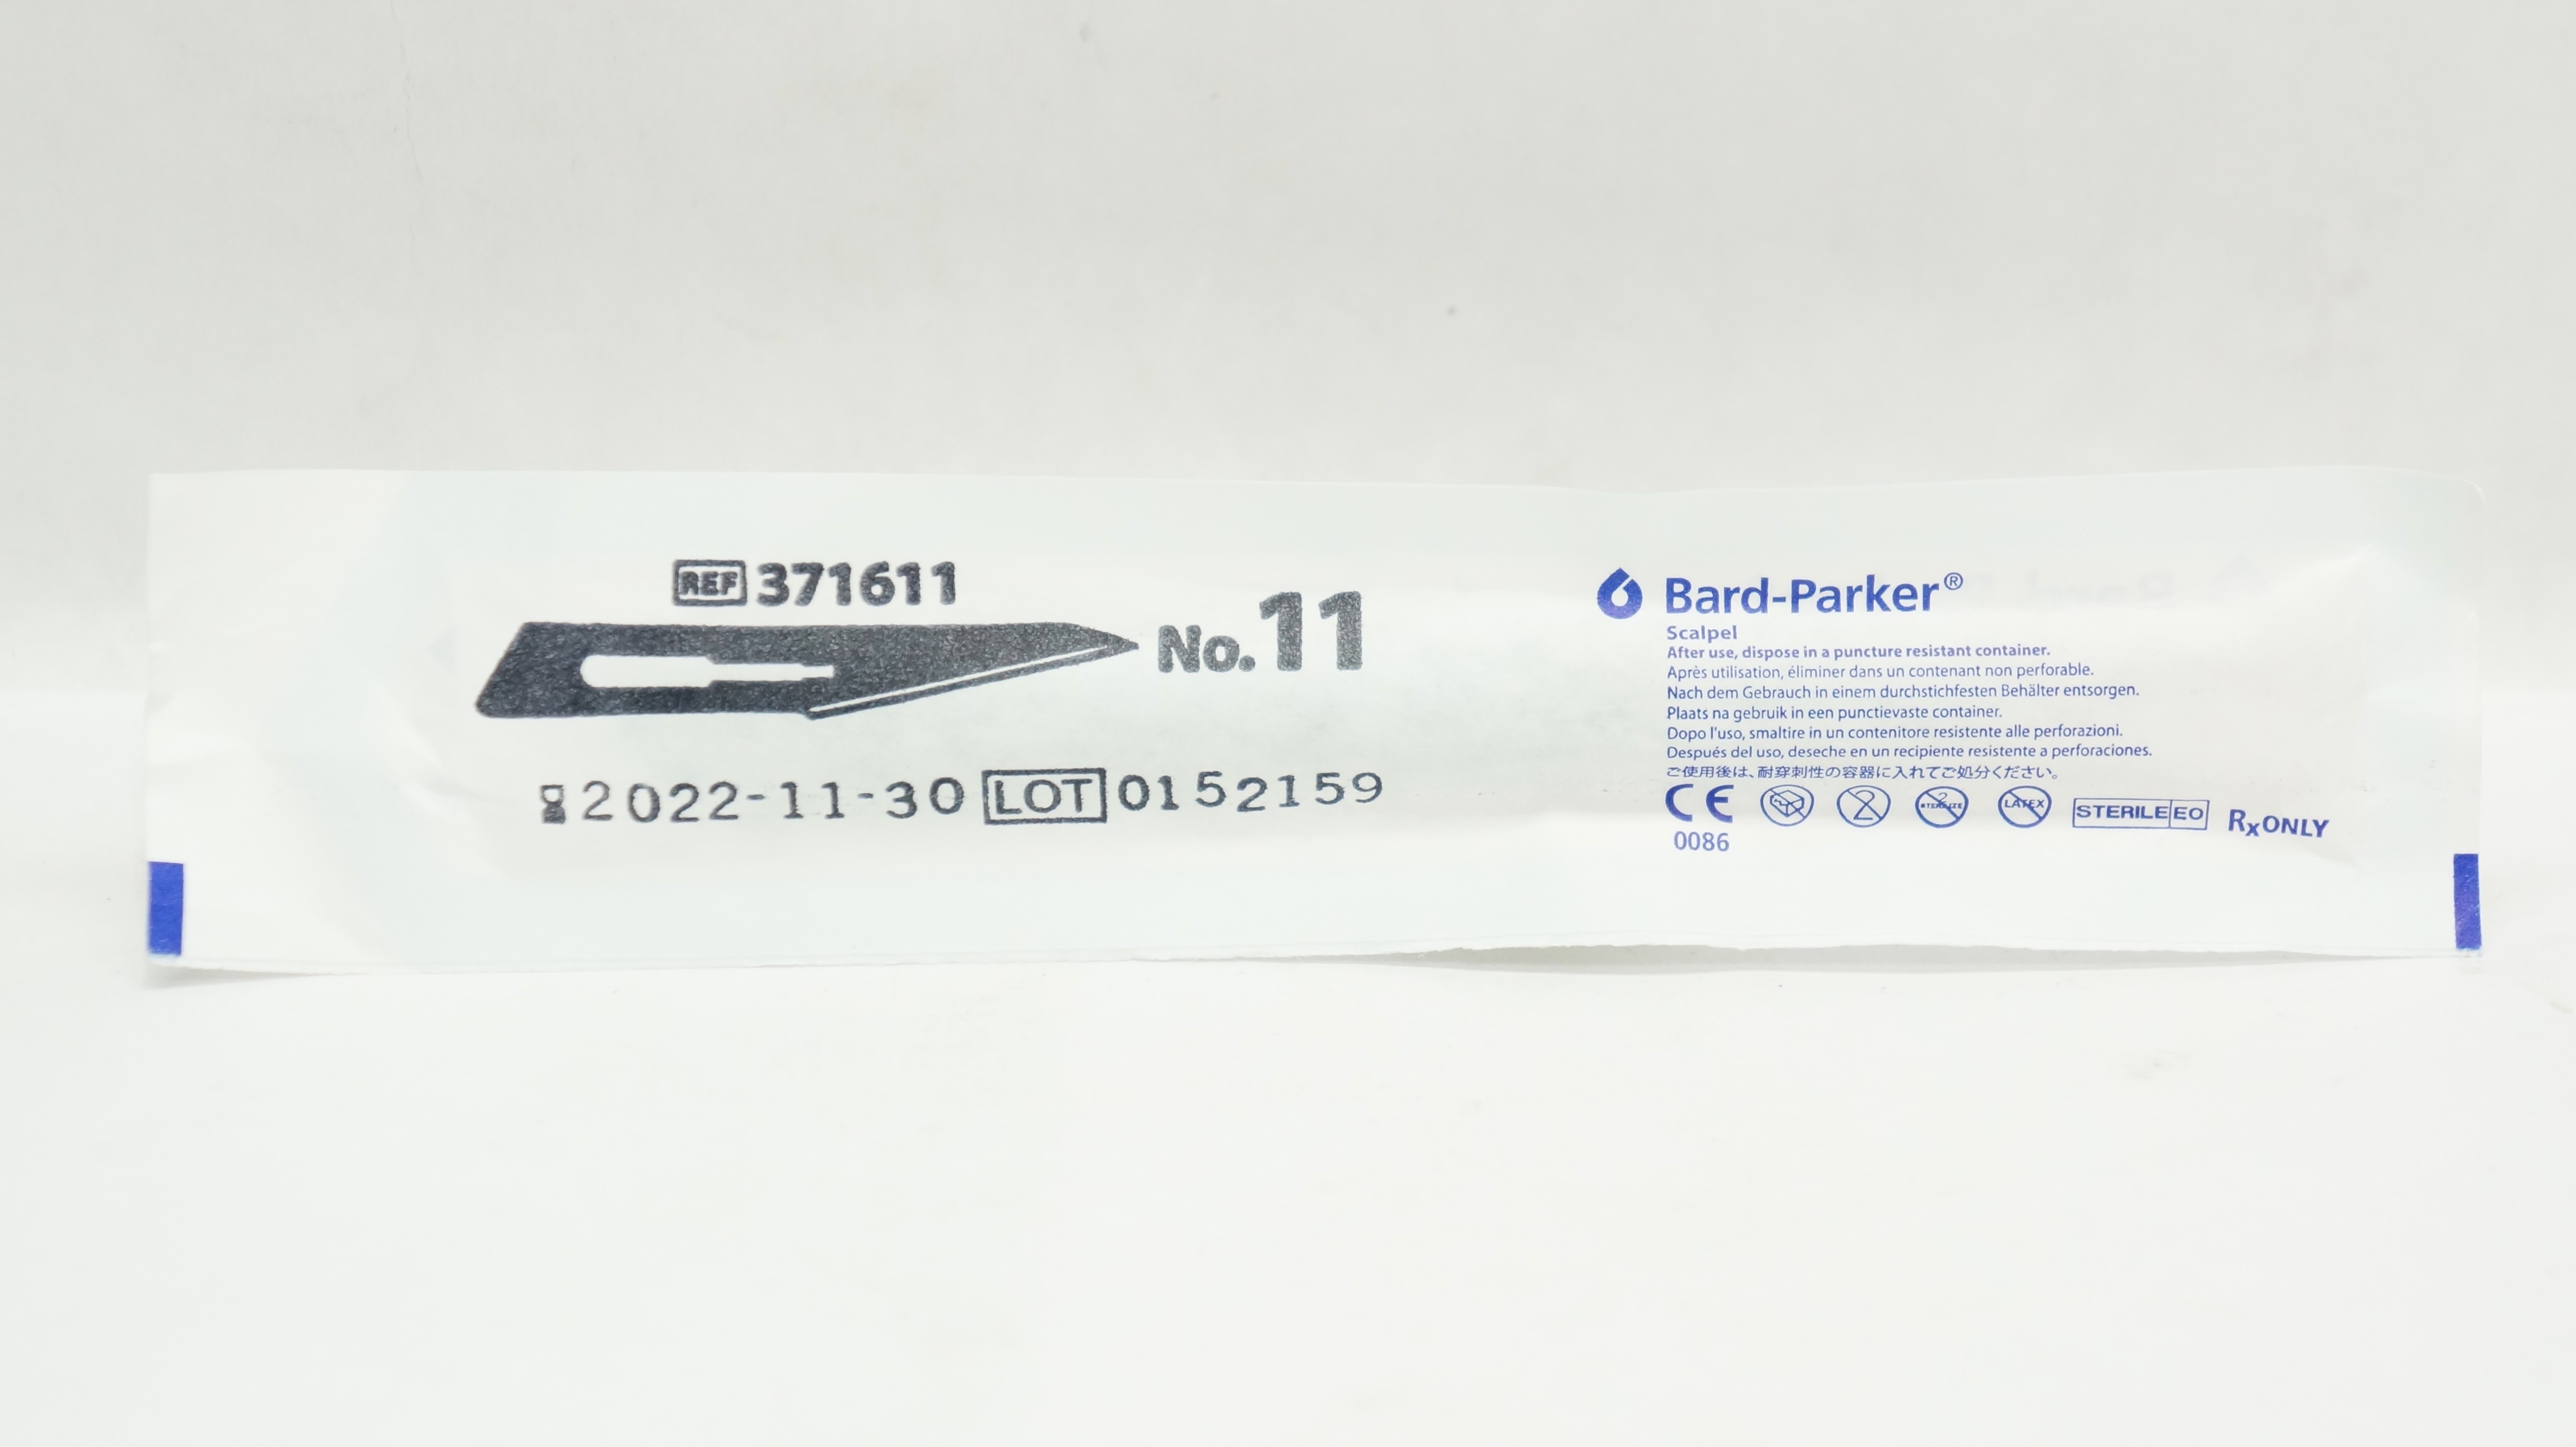 REF 371611
No. 11
2022-11-30 LOT 0152159
Bard-Parker®
Scalpel
After use, dispose in a puncture resistant container.
Après utilisation, éliminer dans un contenant non perforable.
Nach dem Gebrauch in einem durchstichfesten Behälter entsorgen.
Plaats na gebruik in een punctievaste container.
Dopo l'uso, smaltire in un contenitore resistente alle perforazioni.
Después del uso, deseche en un recipiente resistente a perforaciones.
ご使用後は、耐穿刺性の容器に入れてご処分ください。
CE 2 2 STERILIZE LATEX STERILE EO Rx ONLY
0086